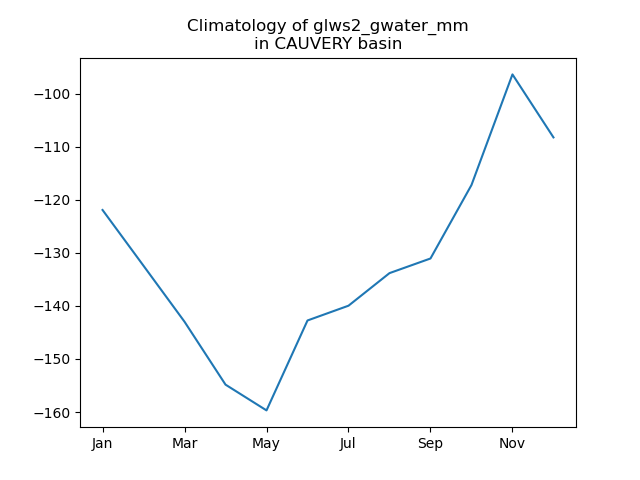 Climatology of glws2_gwater_mm
in CAUVERY basin
−100
−110
−120
−130
−140
−150
−160
Jan Mar May Jul Sep Nov